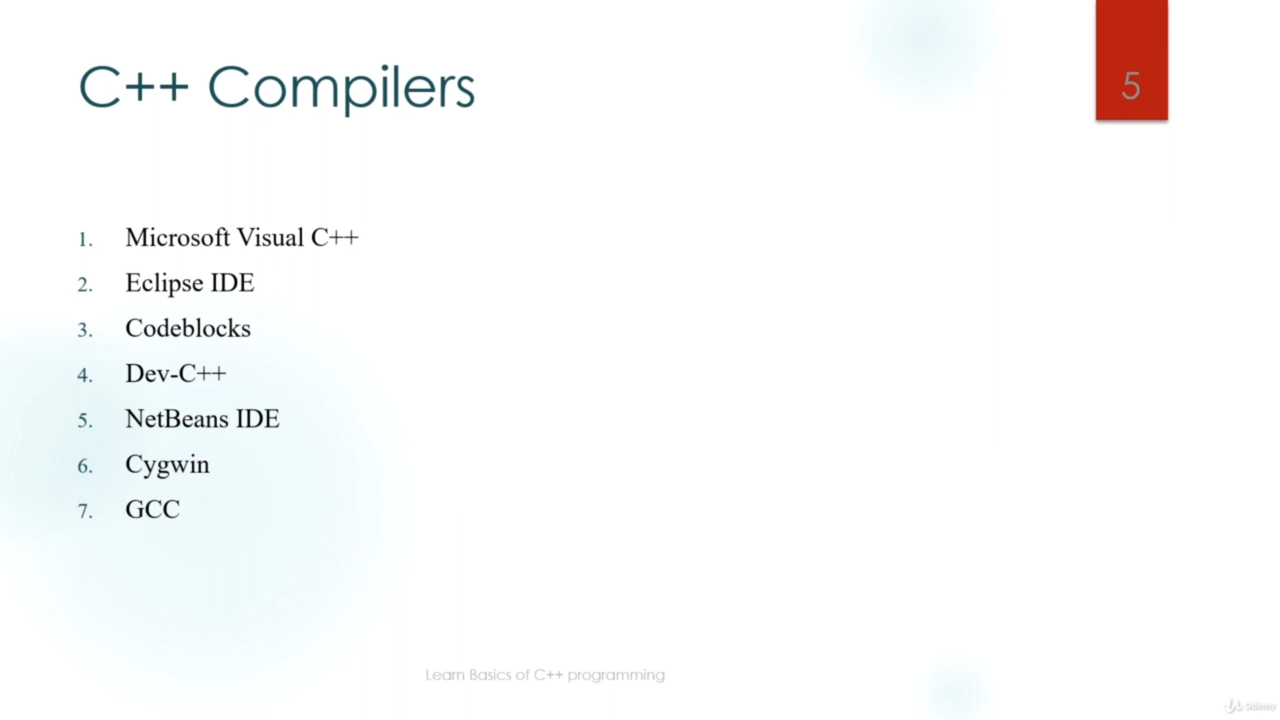 C++ Compilers
5
1. Microsoft Visual C++
2. Eclipse IDE
3. Codeblocks
4. Dev-C++
5. NetBeans IDE
6. Cygwin
7. GCC
Learn Basics of C++ programming
Udemy